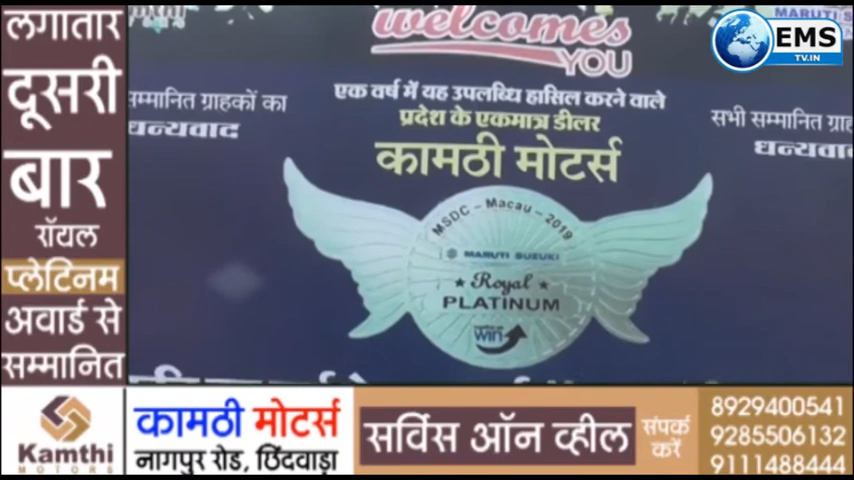 लगातार
दूसरी
बार
रॉयल
प्लेटिनम
अवार्ड से
सम्मानित
welcomes
YOU
MARUTI S
EMS
TV.IN
एक वर्ष में यह उपलब्धि हासिल करने वाले
प्रदेश के एकमात्र डीलर
कामठी मोटर्स
सम्मानित ग्राहकों का
धन्यवाद
सभी सम्मानित ग्राह
धन्यवाद
MSDC - Macau - 2019
MARUTI SUZUKI
Royal
PLATINUM
WIN
Kamthi
MOTORS
कामठी मोटर्स
नागपुर रोड, छिंदवाड़ा
सर्विस ऑन व्हील
संपर्क
करें
8929400541
9285506132
9111488444